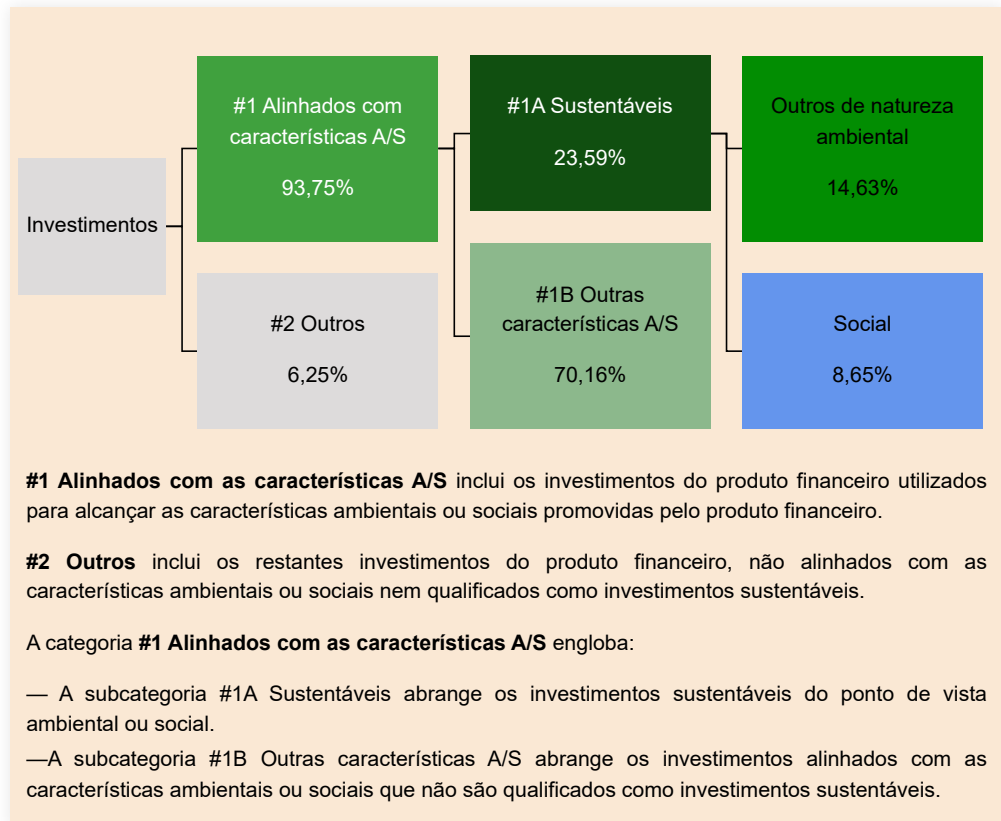 Investimentos
#1 Alinhados com
características A/S
93,75%
#2 Outros
6,25%
#1A Sustentáveis
23,59%
#1B Outras
características A/S
70,16%
Outros de natureza
ambiental
14,63%
Social
8,65%
#1 Alinhados com as características A/S inclui os investimentos do produto financeiro utilizados
para alcançar as características ambientais ou sociais promovidas pelo produto financeiro.
#2 Outros inclui os restantes investimentos do produto financeiro, não alinhados com as
características ambientais ou sociais nem qualificados como investimentos sustentáveis.
A categoria #1 Alinhados com as características A/S engloba:
— A subcategoria #1A Sustentáveis abrange os investimentos sustentáveis do ponto de vista
ambiental ou social.
—A subcategoria #1B Outras características A/S abrange os investimentos alinhados com as
características ambientais ou sociais que não são qualificados como investimentos sustentáveis.